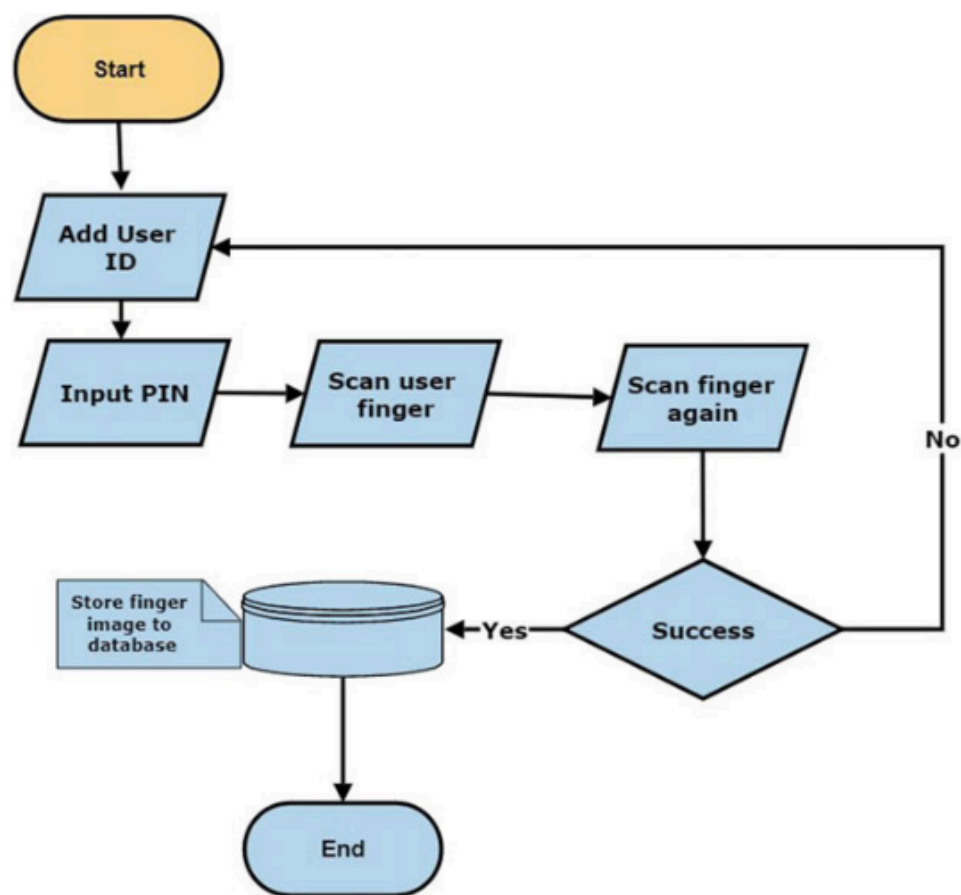 Start
Add User
ID
Input PIN
Scan user
finger
Scan finger
again
No
Success
Yes
Store finger
image to
database
End